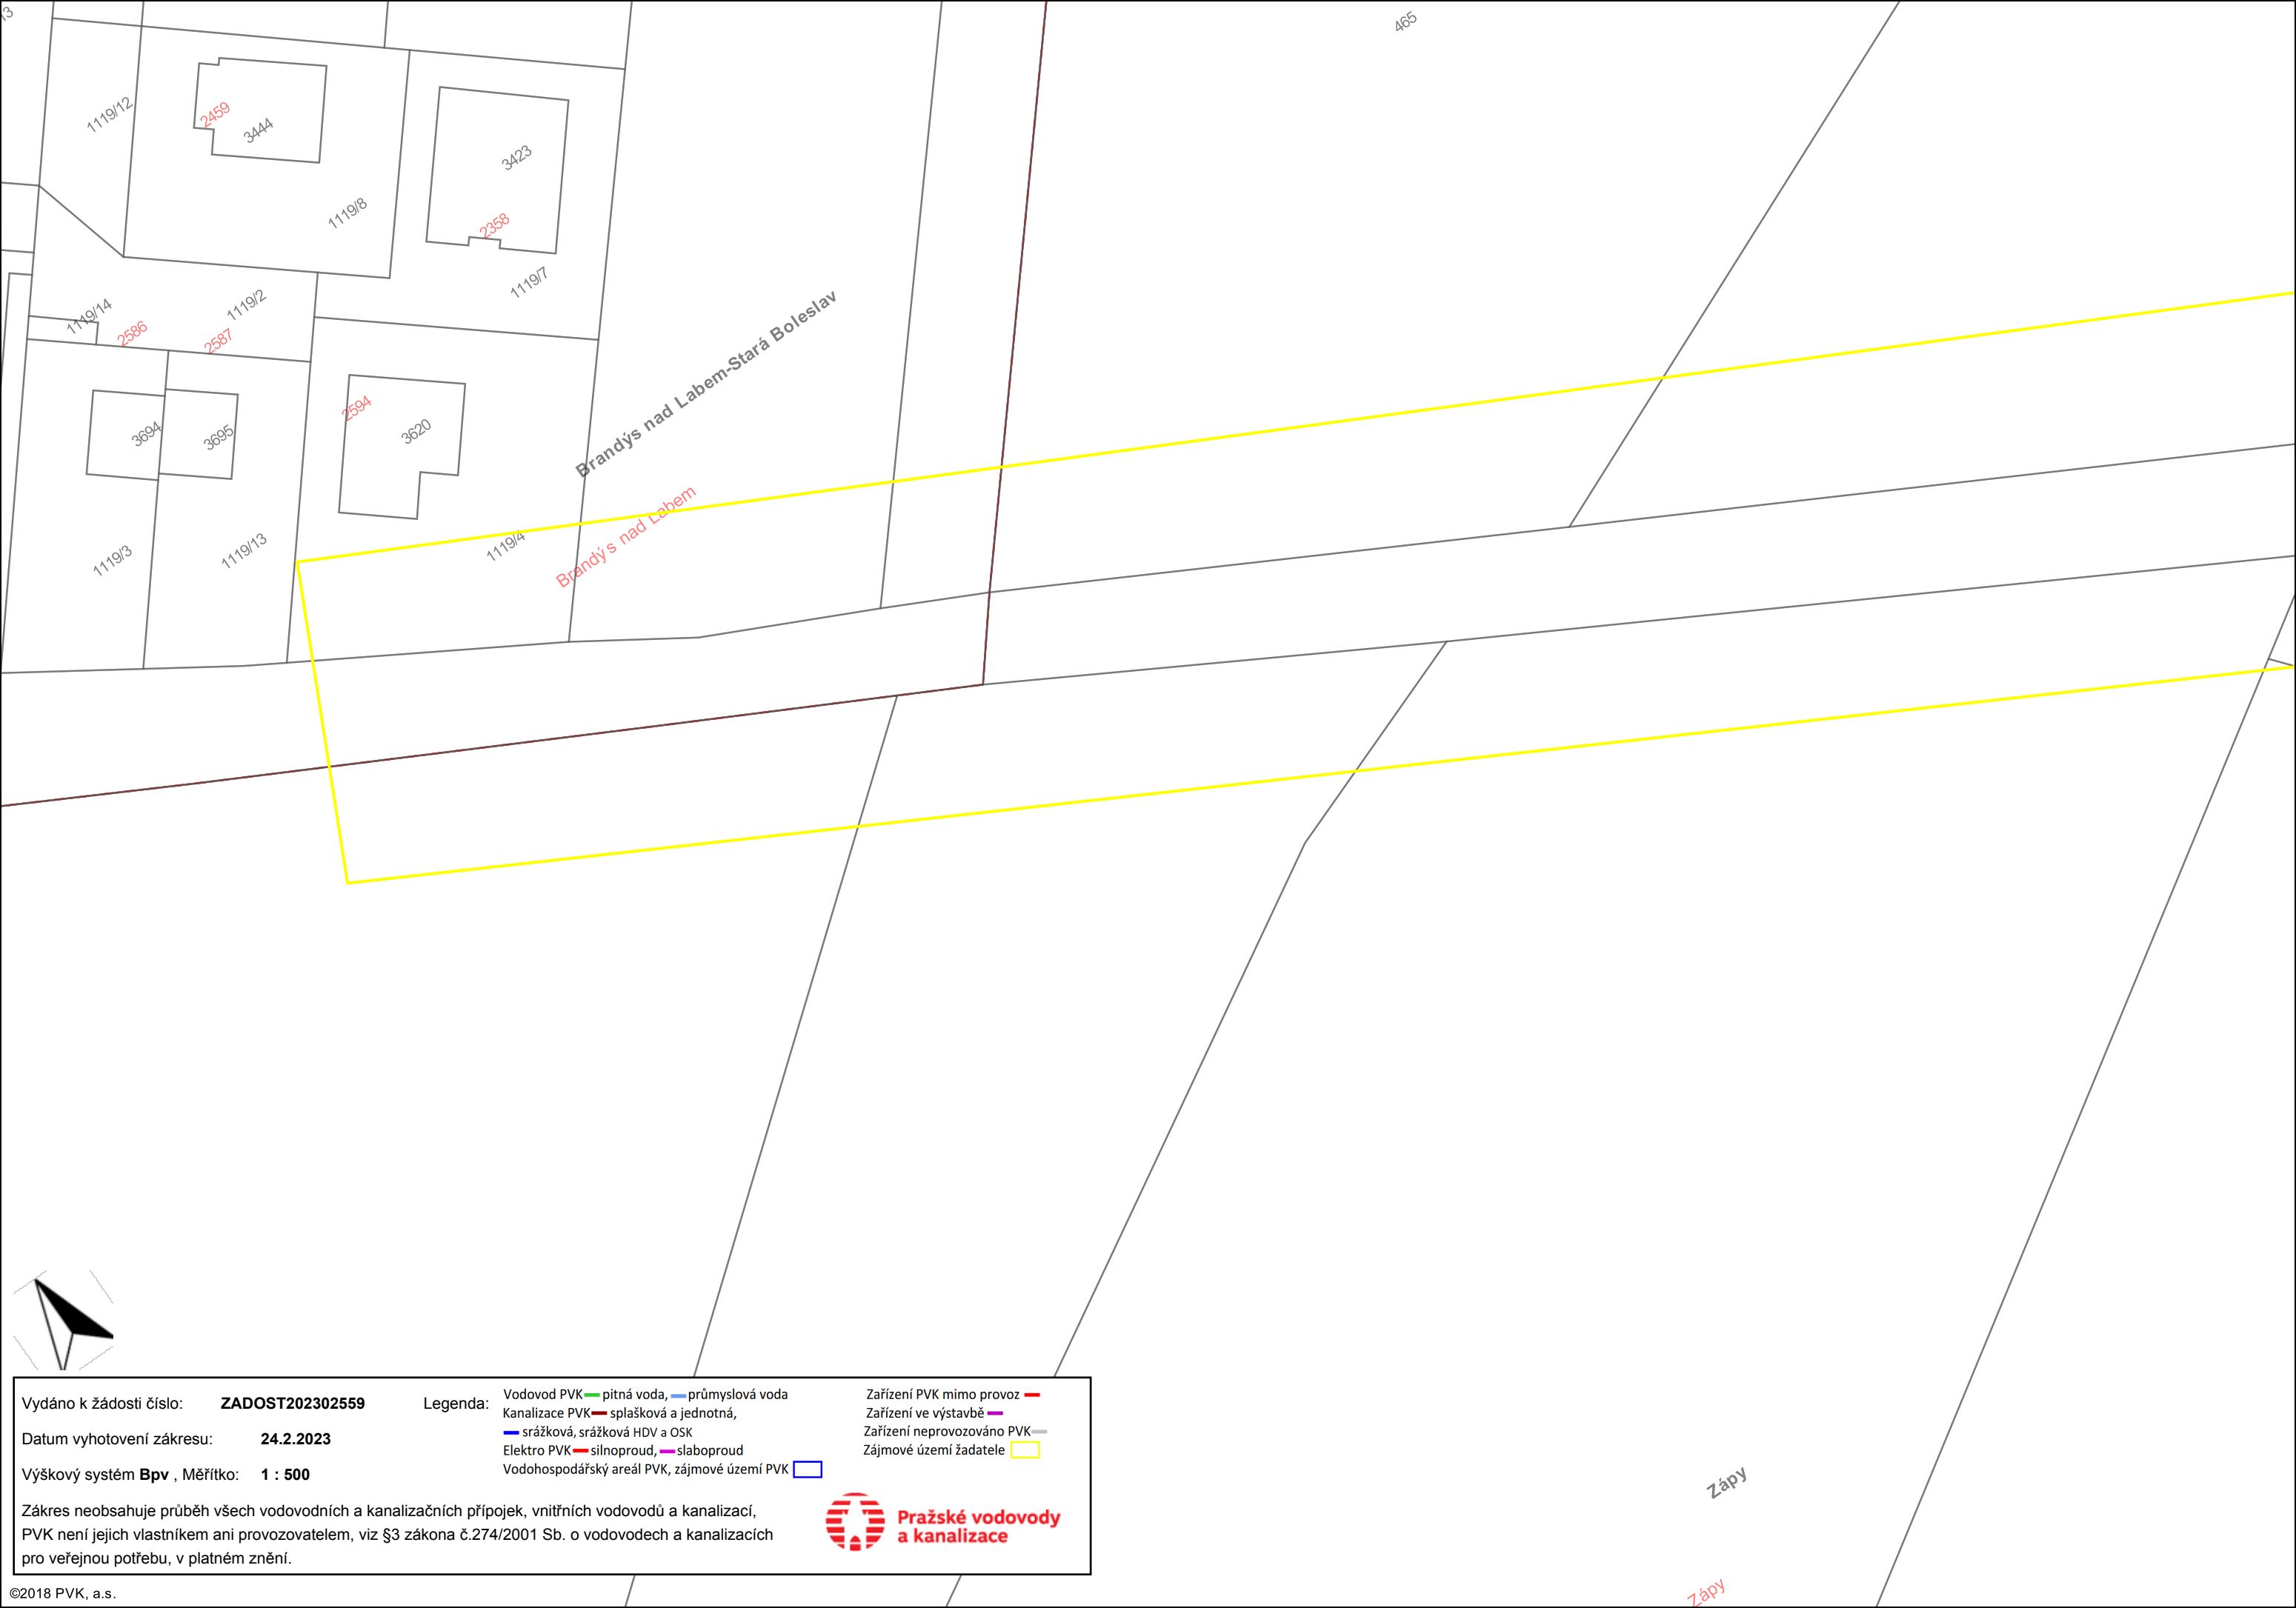 13
465
1119/12
2459
3444
3423
1119/8
2358
1119/7
1119/14
1119/2
2586
2587
Brandýs nad Labem-Stará Boleslav
2594
3694
3695
3620
Brandýs nad Labem
1119/3
1119/13
1119/4
Vydáno k žádosti číslo: ZADOST202302559
Datum vyhotovení zákresu: 24.2.2023
Výškový systém Bpv , Měřítko: 1 : 500
Legenda:
Vodovod PVK pitná voda, průmyslová voda
Kanalizace PVK splašková a jednotná,
srážková, srážková HDV a OSK
Elektro PVK silnoproud, slaboproud
Vodohospodářský areál PVK, zájmové území PVK
Zařízení PVK mimo provoz
Zařízení ve výstavbě
Zařízení neprovozováno PVK
Zájmové území žadatele
Zákres neobsahuje průběh všech vodovodních a kanalizačních přípojek, vnitřních vodovodů a kanalizací,
PVK není jejich vlastníkem ani provozovatelem, viz §3 zákona č.274/2001 Sb. o vodovodech a kanalizacích
pro veřejnou potřebu, v platném znění.
Pražské vodovody
a kanalizace
Zápy
Zápy
©2018 PVK, a.s.